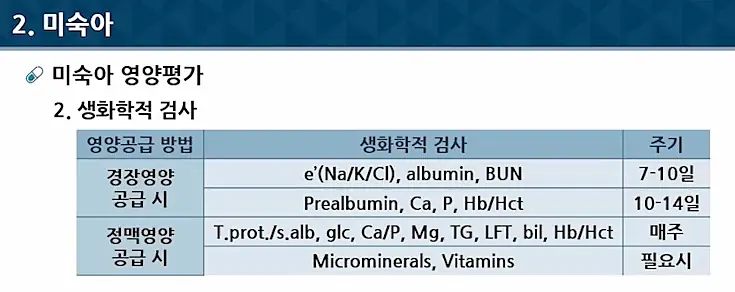 2. 미숙아
미숙아 영양평가
2. 생화학적 검사
영양공급 방법 생화학적 검사 주기
경장영양 공급 시 e'(Na/K/Cl), albumin, BUN 7-10일
Prealbumin, Ca, P, Hb/Hct 10-14일
정맥영양 공급 시 T.prot./s.alb, glc, Ca/P, Mg, TG, LFT, bil, Hb/Hct 매주
Microminerals, Vitamins 필요시